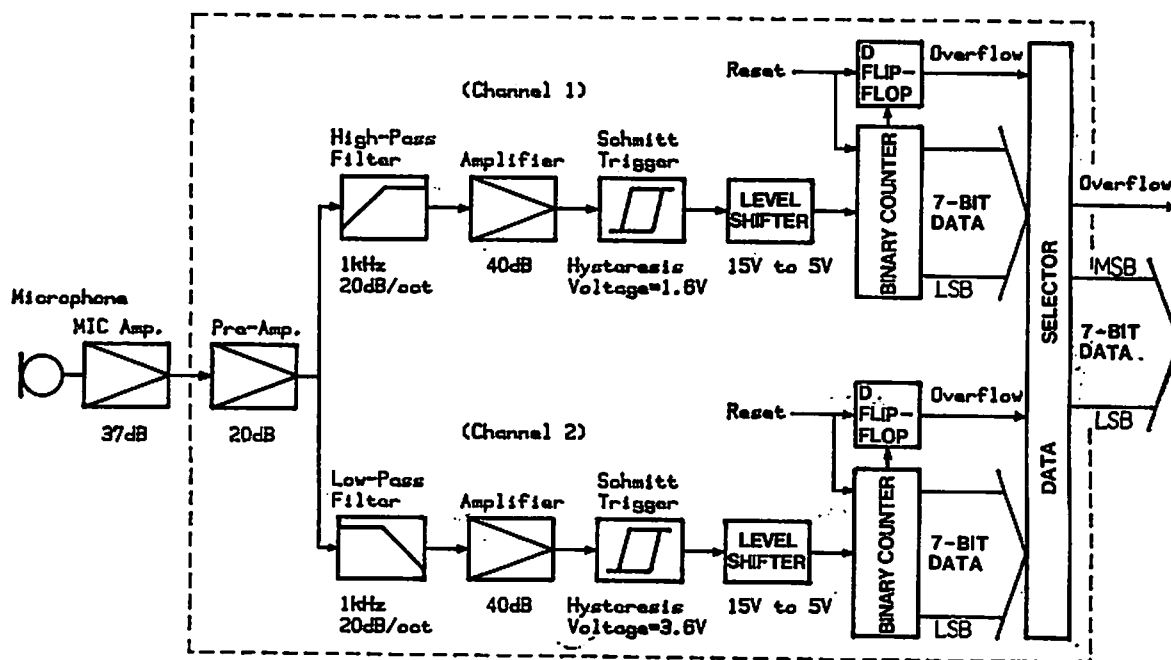 Microphone
MIC Amp.
37dB
Pre-Amp.
20dB
(Channel 1)
High-Pass
Filter
1kHz
20dB/oct
Amplifier
40dB
Schmitt
Trigger
Hysteresis
Voltage=1.6V
LEVEL
SHIFTER
15V to 5V
Reset
D
FLIP-
FLOP
Overflow
BINARY COUNTER
7-BIT
DATA
LSB
(Channel 2)
Low-Pass
Filter
1kHz
20dB/oct
Amplifier
40dB
Schmitt
Trigger
Hysteresis
Voltage=3.6V
LEVEL
SHIFTER
15V to 5V
Reset
D
FLIP-
FLOP
Overflow
BINARY COUNTER
7-BIT
DATA
LSB
DATA SELECTOR
Overflow
MSB
7-BIT
DATA
LSB